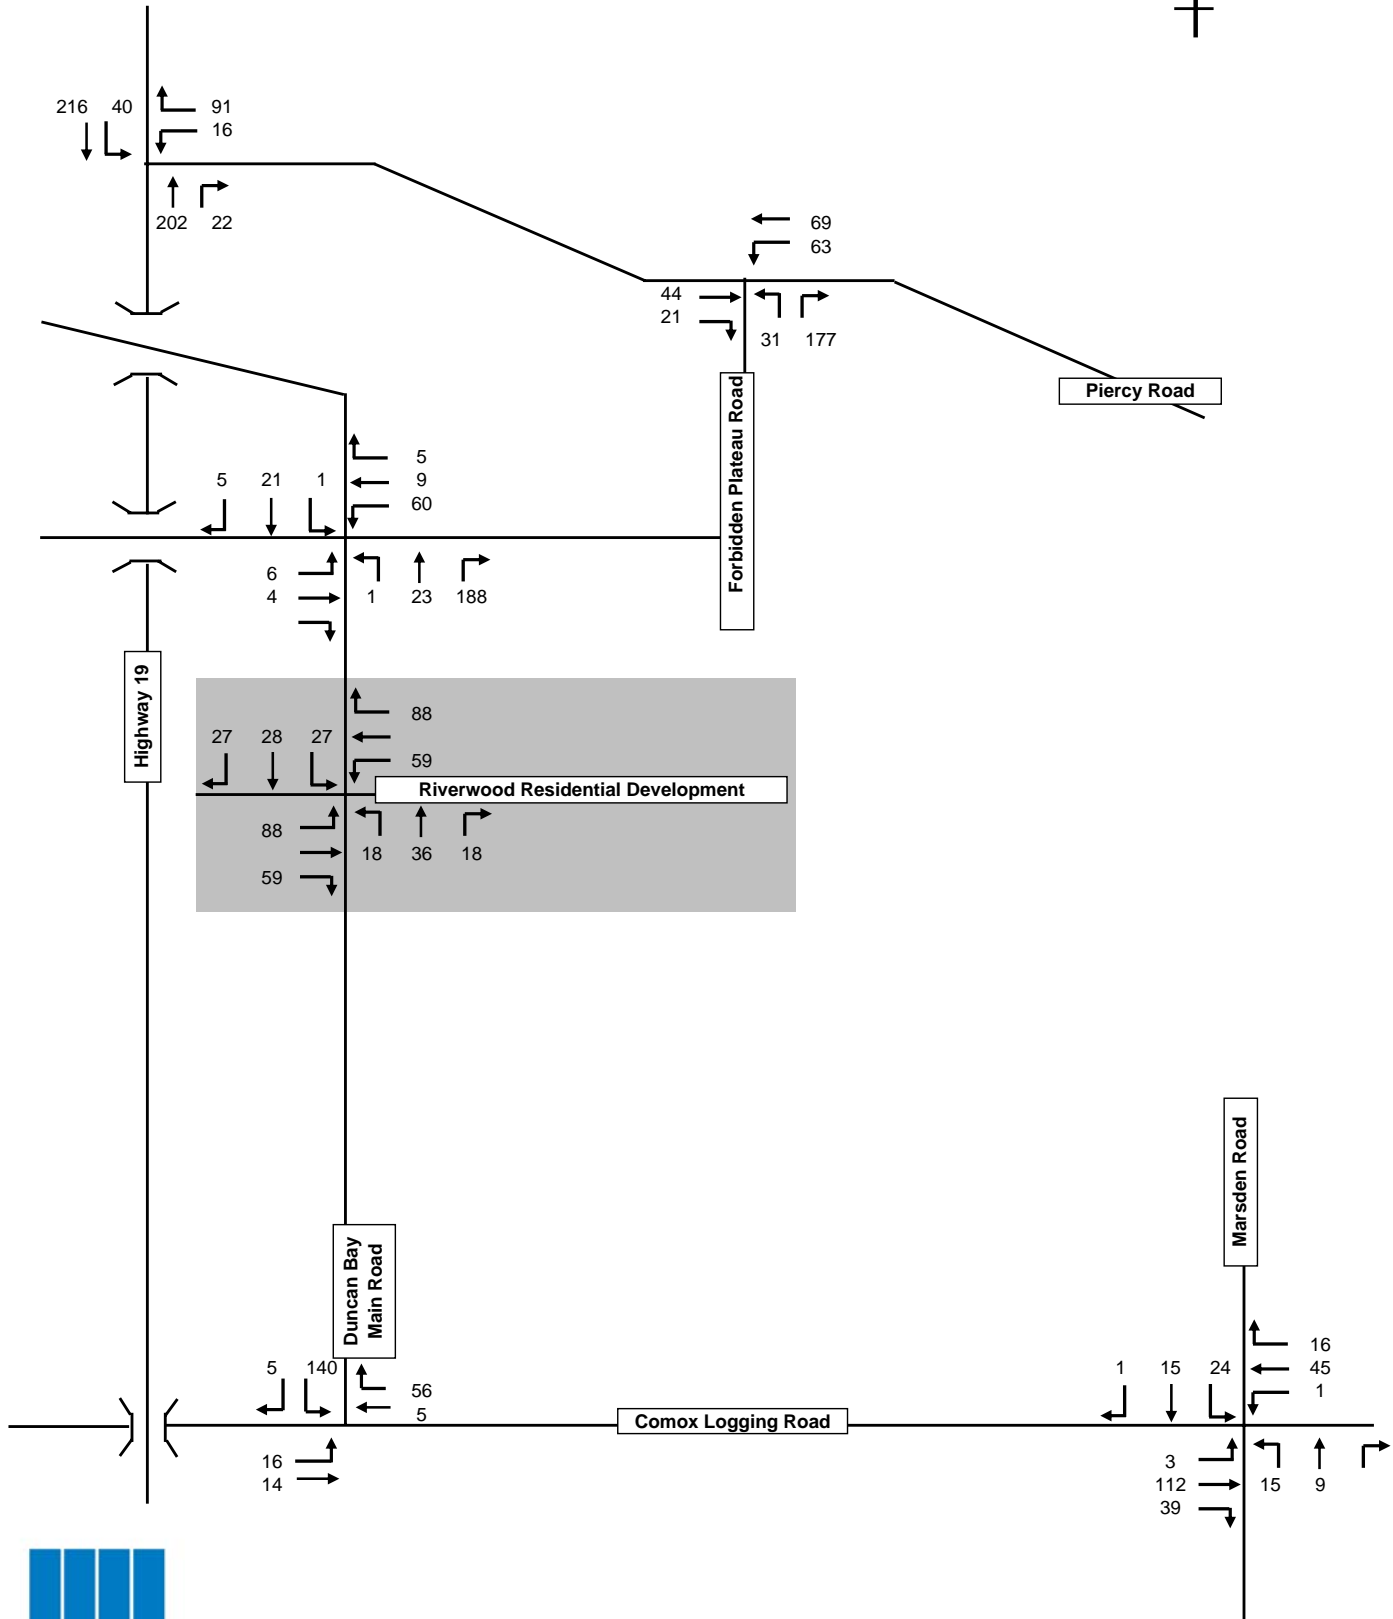 216 40 91
16
202 22
69
63
44
21
31 177
Piercy Road
Forbidden Plateau Road
5
5 21 1 9
60
6
4 1 23 188
Highway 19
88
27 28 27
59
Riverwood Residential Development
88
18 36 18
59
Marsden Road
Duncan Bay
Main Road
16
5 140 1 15 24 45
56 1
5
Comox Logging Road
16 3
14 112 15 9
39